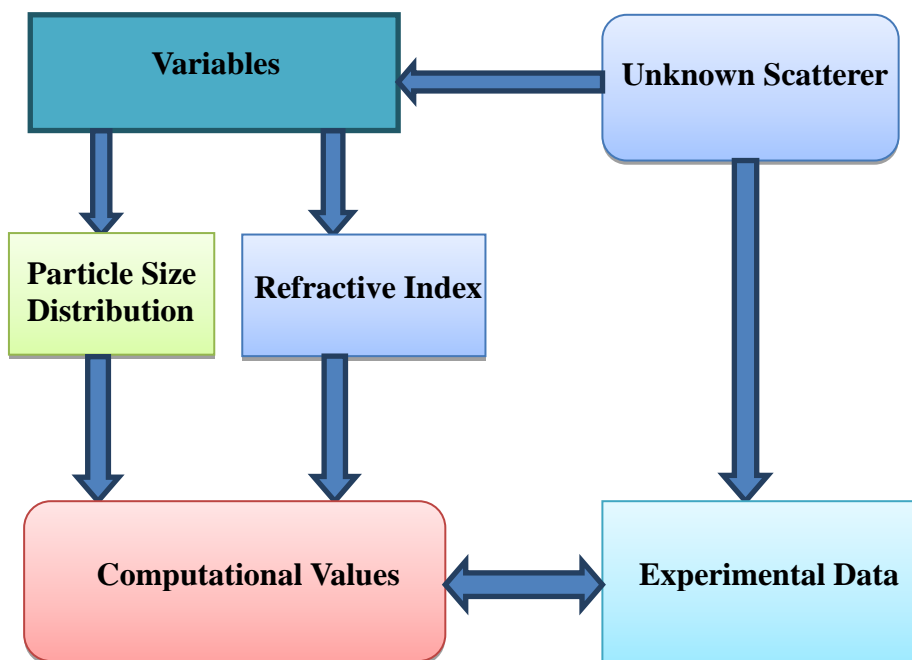 Variables
Unknown Scatterer
Particle Size
Distribution
Refractive Index
Computational Values
Experimental Data